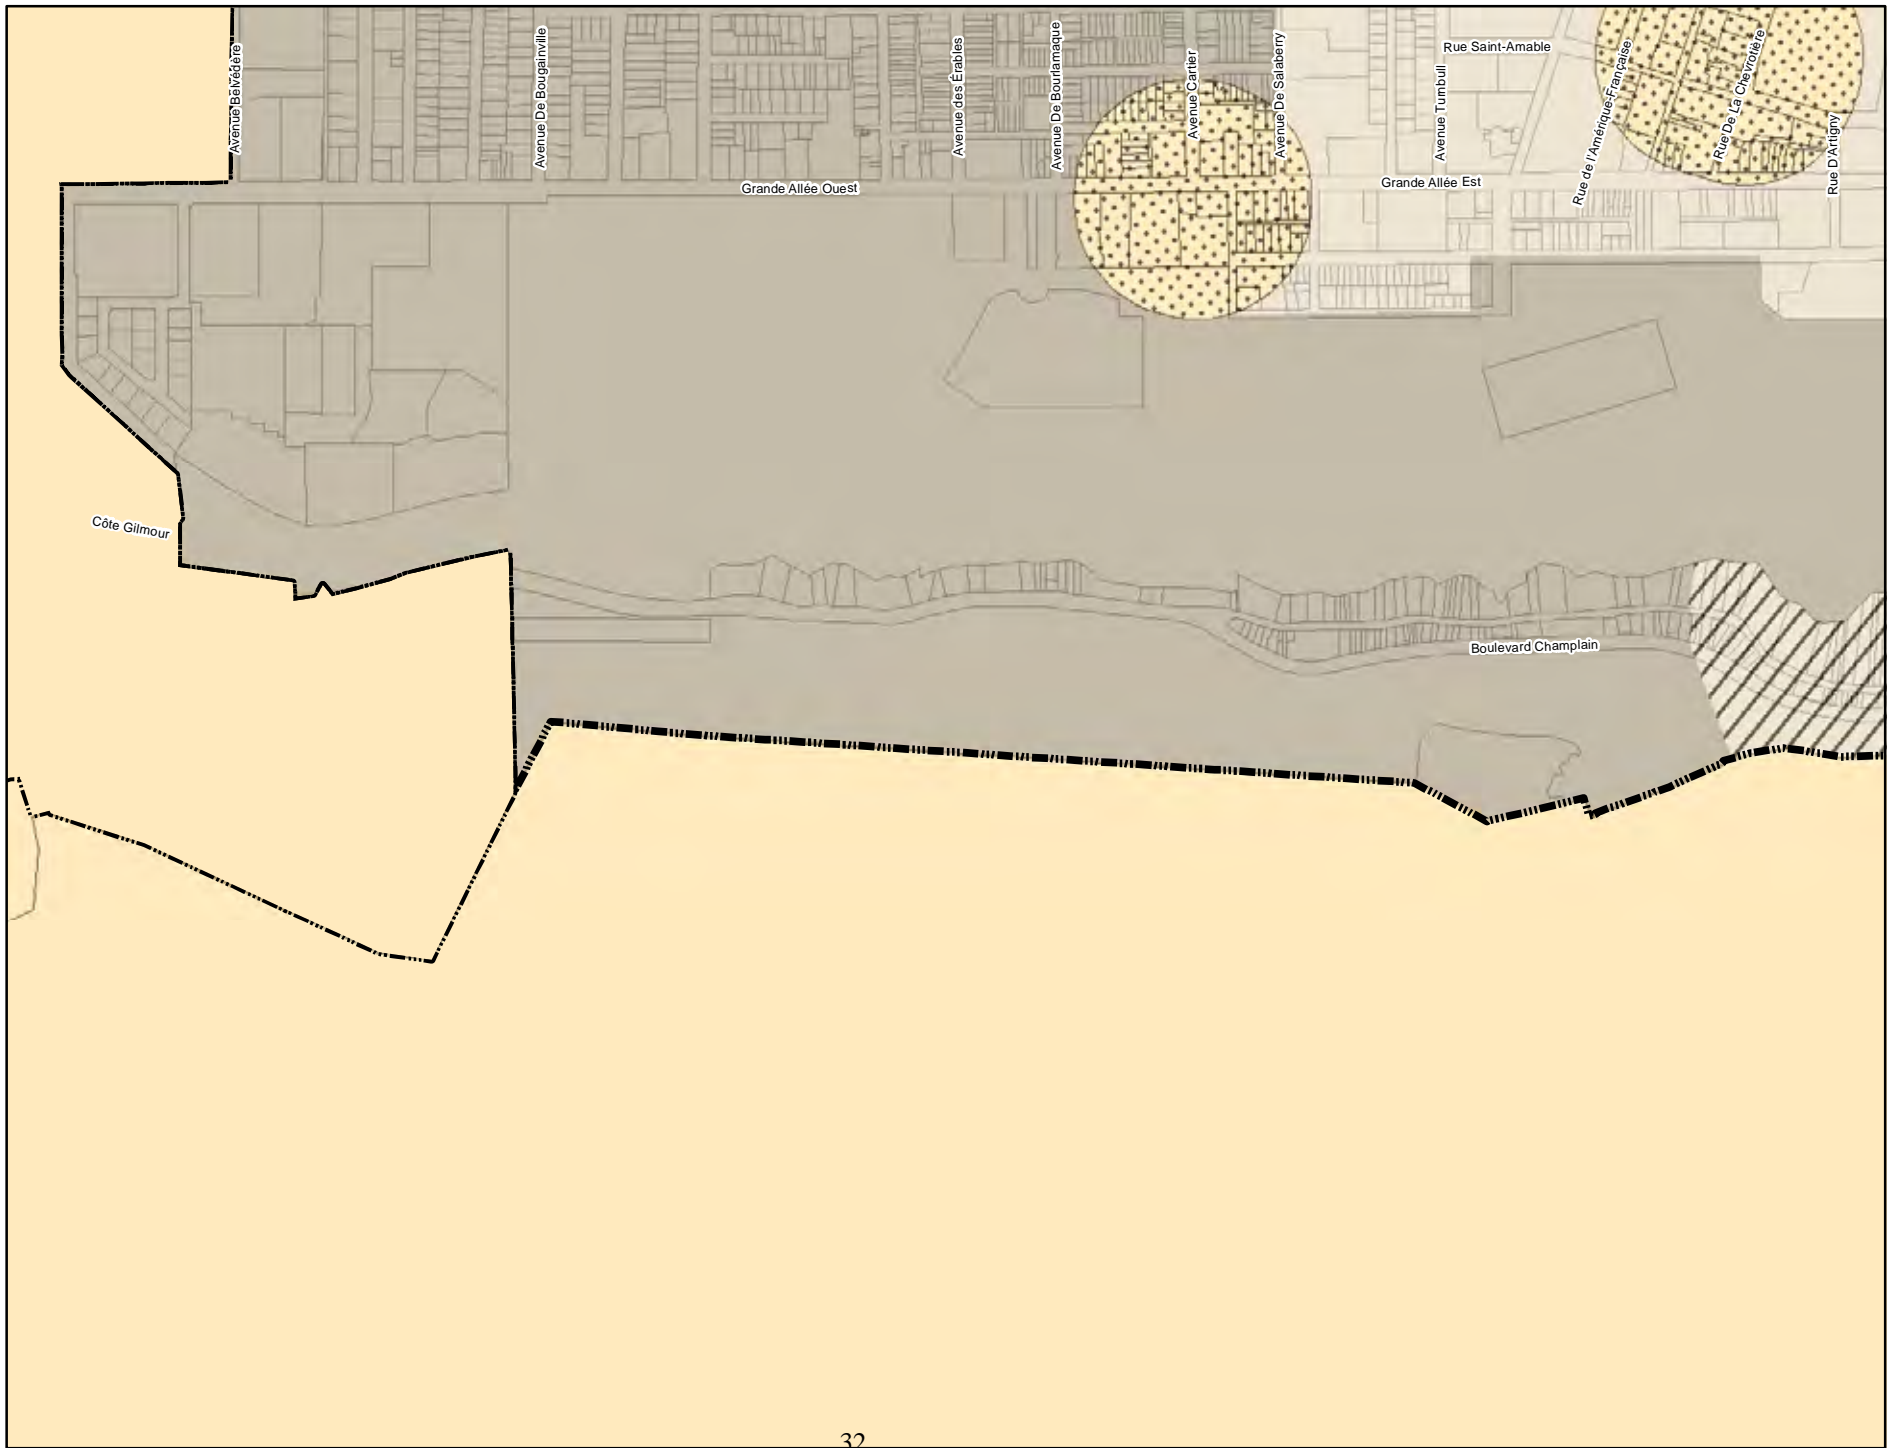 Avenue Belvédère
Avenue De Bougainville
Avenue des Érables
Avenue De Bourlamaque
Avenue Cartier
Avenue De Salaberry
Avenue Turnbull
Rue Saint-Amable
Rue de l'Amérique-Française
Rue De La Chevrotière
Rue D'Artigny
Grande Allée Ouest
Grande Allée Est
Côte Gilmour
Boulevard Champlain
32